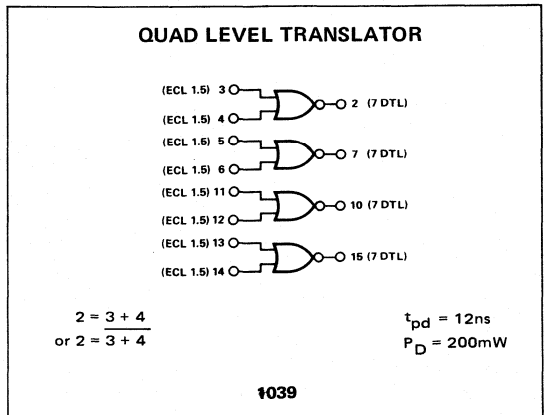 QUAD LEVEL TRANSLATOR
(ECL 1.5) 3
(ECL 1.5) 4
2 (7 DTL)
(ECL 1.6) 5
(ECL 1.5) 6
7 (7 DTL)
(ECL 1.5) 11
(ECL 1.5) 12
10 (7 DTL)
(ECL 1.5) 13
(ECL 1.5) 14
15 (7 DTL)
2 = 3 + 4
or 2 = 3 + 4
tpd = 12ns
PD = 200mW
1039